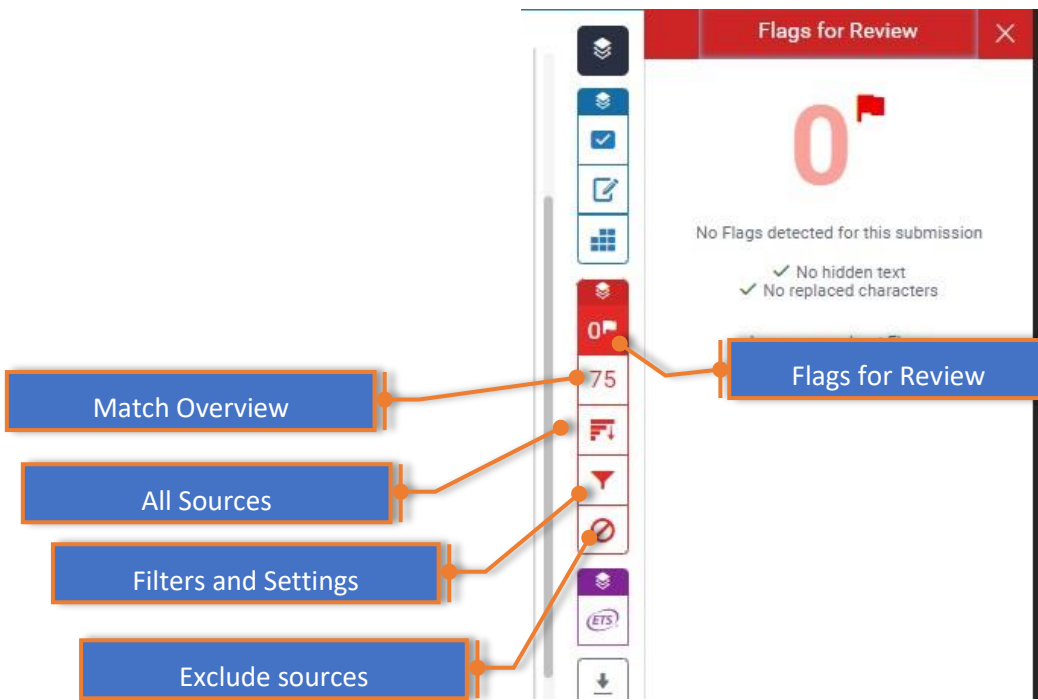 Flags for Review
0
No Flags detected for this submission
No hidden text
No replaced characters
0
Flags for Review
75
Match Overview
All Sources
Filters and Settings
ETS
Exclude sources